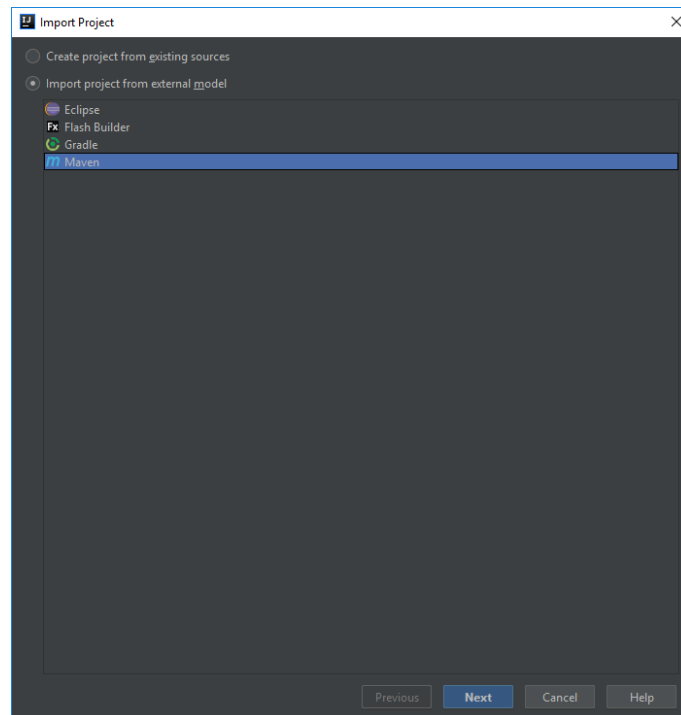 IJ Import Project
Create project from existing sources
Import project from external model
Eclipse
Fx Flash Builder
Gradle
m Maven
Previous Next Cancel Help